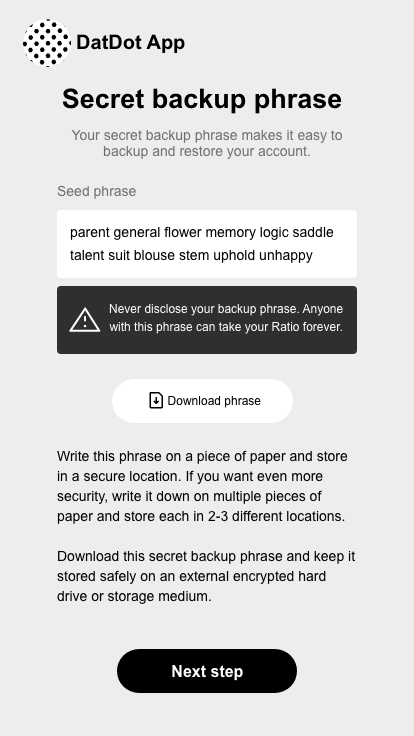 DatDot App
Secret backup phrase
Your secret backup phrase makes it easy to
backup and restore your account.
Seed phrase
parent general flower memory logic saddle
talent suit blouse stem uphold unhappy
Never disclose your backup phrase. Anyone
with this phrase can take your Ratio forever.
Download phrase
Write this phrase on a piece of paper and store
in a secure location. If you want even more
security, write it down on multiple pieces of
paper and store each in 2-3 different locations.
Download this secret backup phrase and keep it
stored safely on an external encrypted hard
drive or storage medium.
Next step